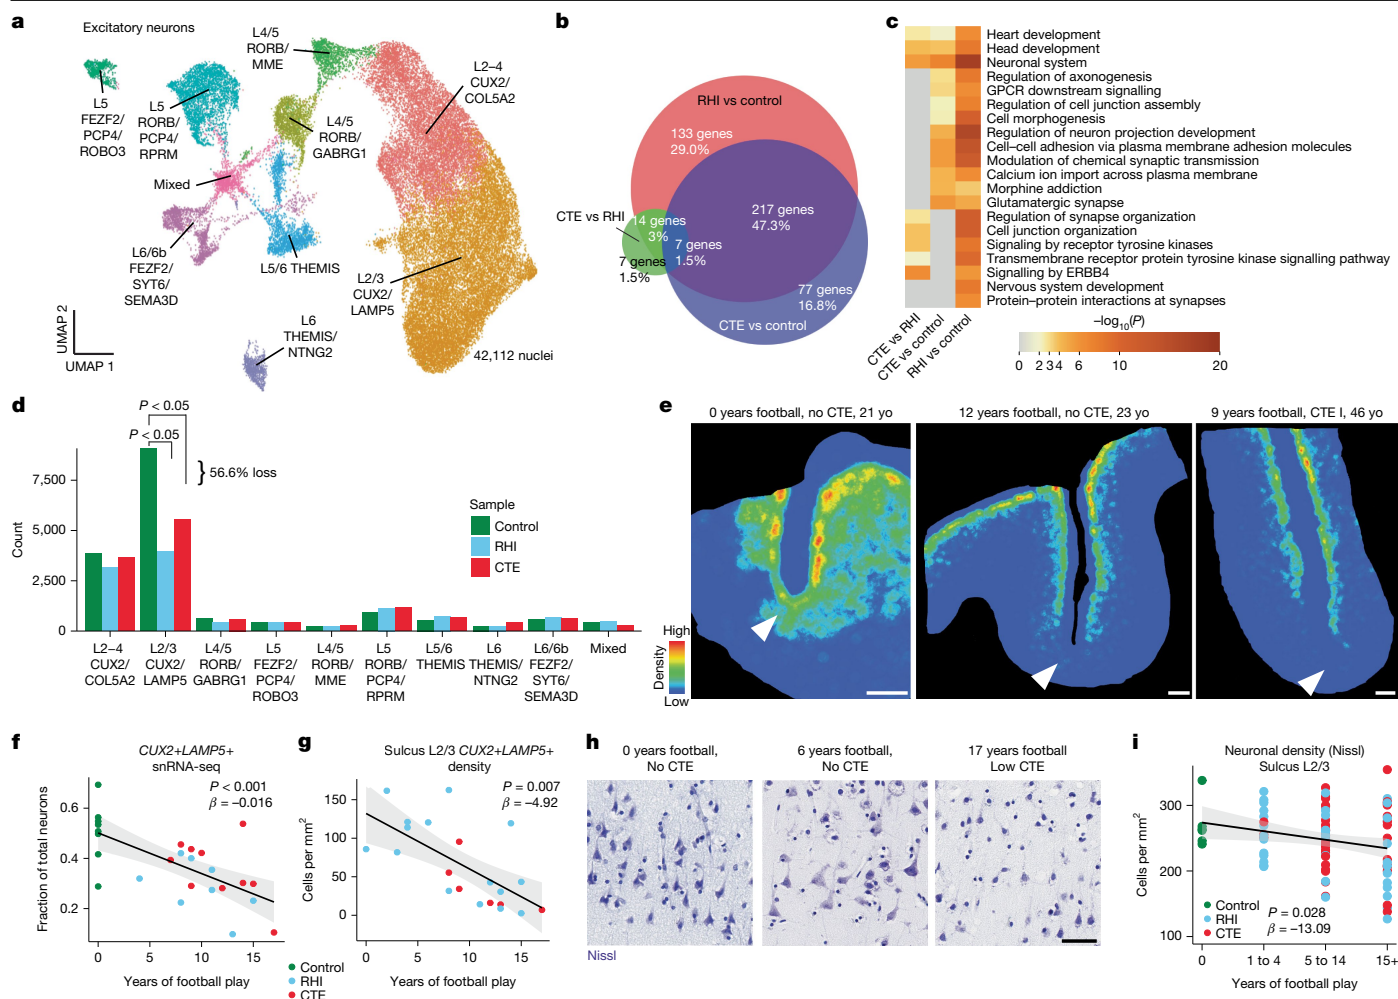 a
Excitatory neurons
L5
FEZF2/
PCP4/
ROBO3
L5
RORB/
PCP4/
RPRM
L4/5
RORB/
MME
L2–4
CUX2/
COL5A2
L4/5
RORB/
GABRG1
Mixed
L6/6b
FEZF2/
SYT6/
SEMA3D
L5/6 THEMIS
L2/3
CUX2/
LAMP5
L6
THEMIS/
NTNG2
42,112 nuclei
UMAP 2
UMAP 1
b
RHI vs control
133 genes
29.0%
217 genes
47.3%
CTE vs RHI
14 genes
3%
7 genes
1.5%
7 genes
1.5%
77 genes
16.8%
CTE vs control
c
Heart development
Head development
Neuronal system
Regulation of axonogenesis
GPCR downstream signalling
Regulation of cell junction assembly
Cell morphogenesis
Regulation of neuron projection development
Cell–cell adhesion via plasma membrane adhesion molecules
Modulation of chemical synaptic transmission
Calcium ion import across plasma membrane
Morphine addiction
Glutamatergic synapse
Regulation of synapse organization
Cell junction organization
Signaling by receptor tyrosine kinases
Transmembrane receptor protein tyrosine kinase signalling pathway
Signalling by ERBB4
Nervous system development
Protein–protein interactions at synapses
CTE vs RHI
CTE vs control
RHI vs control
–log10(P)
0 2 3 4 6 10 20
d
P < 0.05
P < 0.05
56.6% loss
Count
7,500
5,000
2,500
0
Sample
Control
RHI
CTE
L2–4
CUX2/
COL5A2
L2/3
CUX2/
LAMP5
L4/5
RORB/
GABRG1
L5
FEZF2/
PCP4/
ROBO3
L4/5
RORB/
MME
L5
RORB/
PCP4/
RPRM
L5/6
THEMIS
L6
THEMIS/
NTNG2
L6/6b
FEZF2/
SYT6/
SEMA3D
Mixed
e
0 years football, no CTE, 21 yo
12 years football, no CTE, 23 yo
9 years football, CTE I, 46 yo
High
Density
Low
f
CUX2+LAMP5+
snRNA-seq
P < 0.001
β = –0.016
Fraction of total neurons
0.6
0.4
0.2
0 5 10 15
Years of football play
Control
RHI
CTE
g
Sulcus L2/3 CUX2+LAMP5+
density
P = 0.007
β = –4.92
Cells per mm2
150
100
50
0
0 5 10 15
Years of football play
h
0 years football,
No CTE
6 years football,
No CTE
17 years football
Low CTE
Nissl
i
Neuronal density (Nissl)
Sulcus L2/3
Cells per mm2
300
200
100
Control
RHI
CTE
P = 0.028
β = –13.09
0 1 to 4 5 to 14 15+
Years of football play